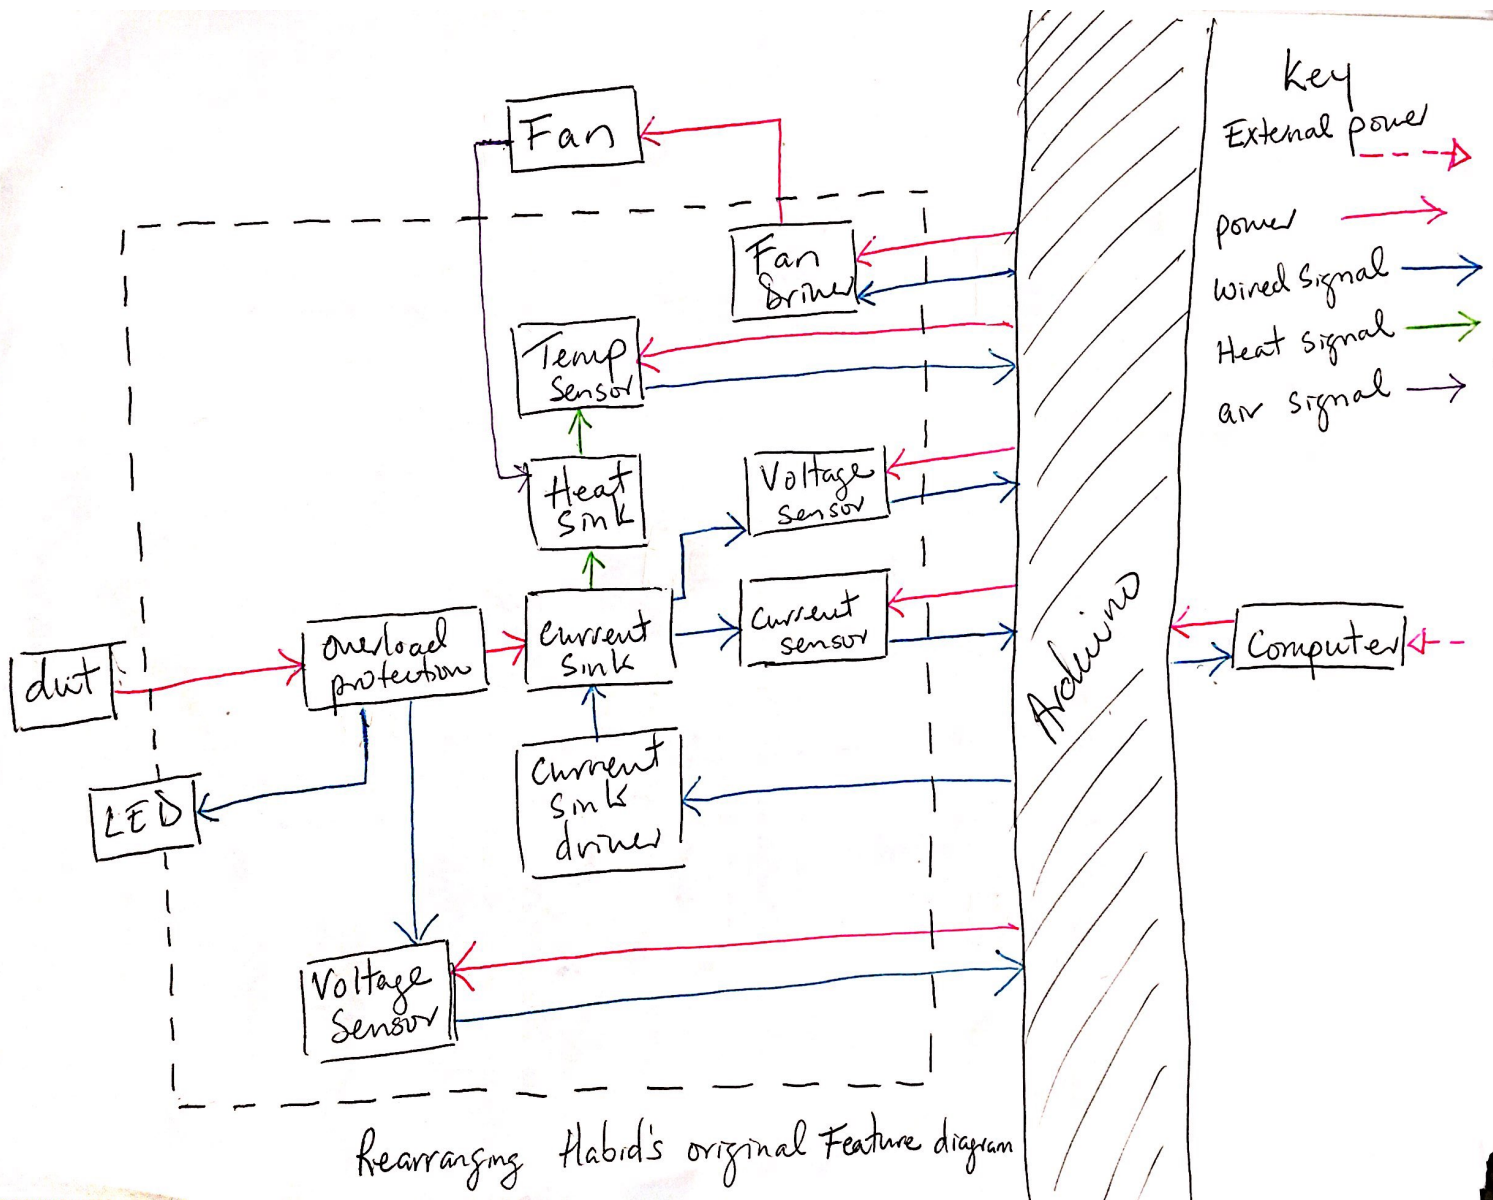 Key
External power
power
Wired Signal
Heat Signal
air signal
Fan
Fan
Driver
Temp
Sensor
Heat
Sink
Voltage
sensor
Current
sensor
Overload
protection
Current
Sink
dut
LED
Current
sink
driver
Voltage
Sensor
Arduino
Computer
Rearranging Habid's original Feature diagram